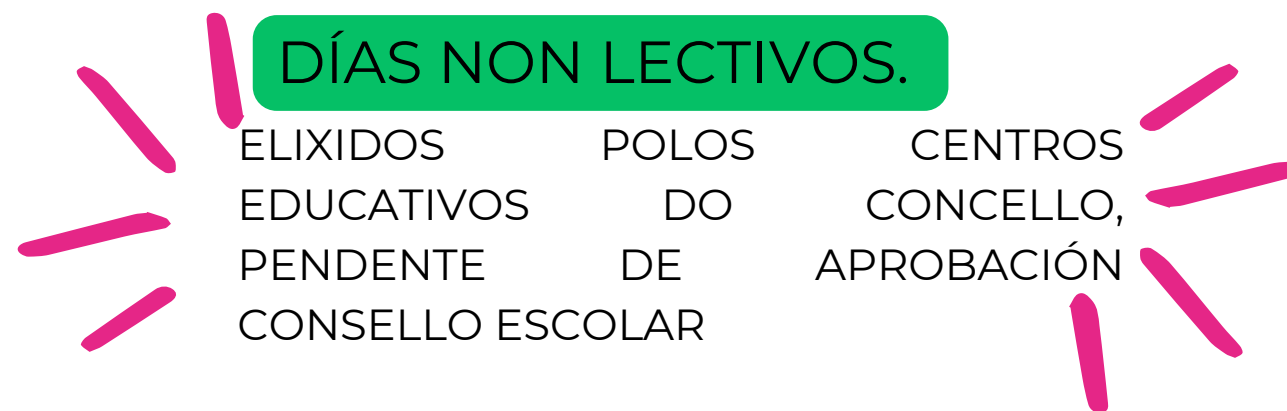 DÍAS NON LECTIVOS.
ELIXIDOS POLOS CENTROS
EDUCATIVOS DO CONCELLO,
PENDENTE DE APROBACIÓN
CONSELLO ESCOLAR